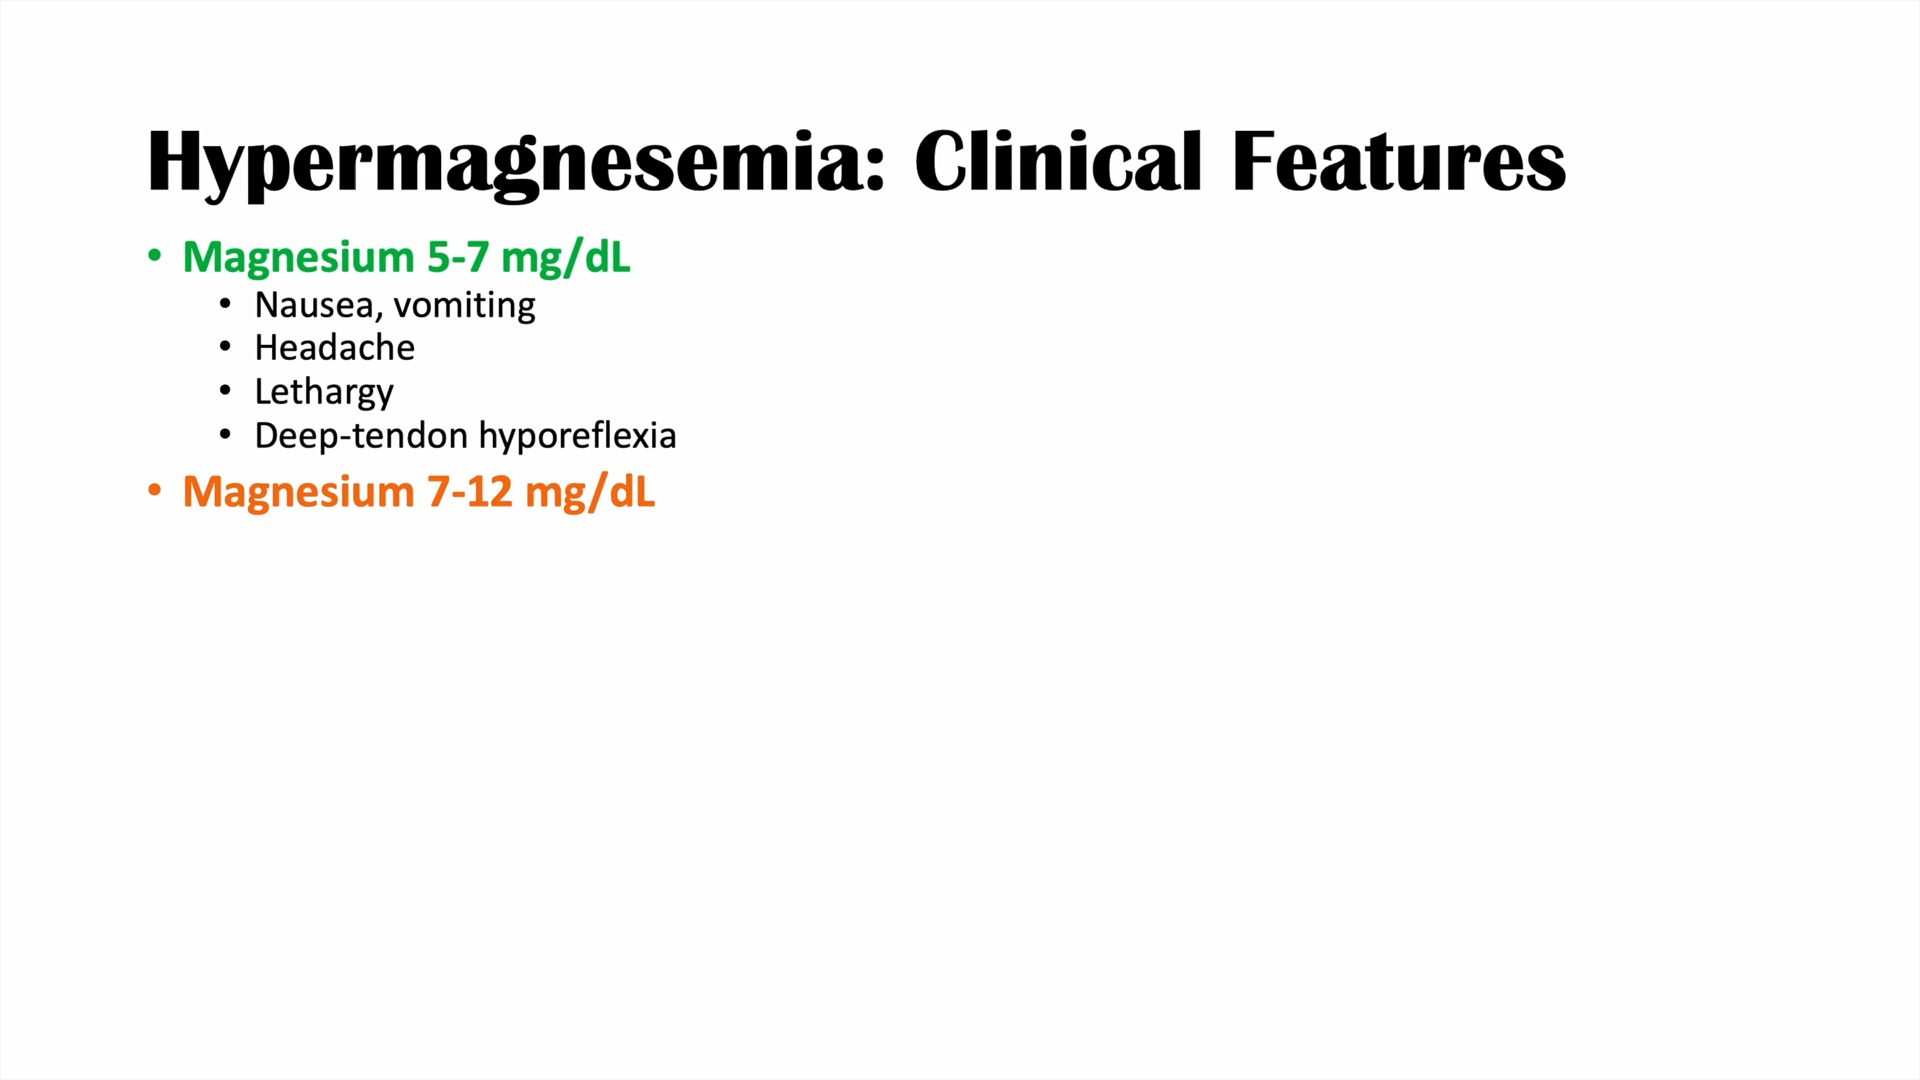 Hypermagnesemia: Clinical Features
• Magnesium 5-7 mg/dL
• Nausea, vomiting
• Headache
• Lethargy
• Deep-tendon hyporeflexia
• Magnesium 7-12 mg/dL